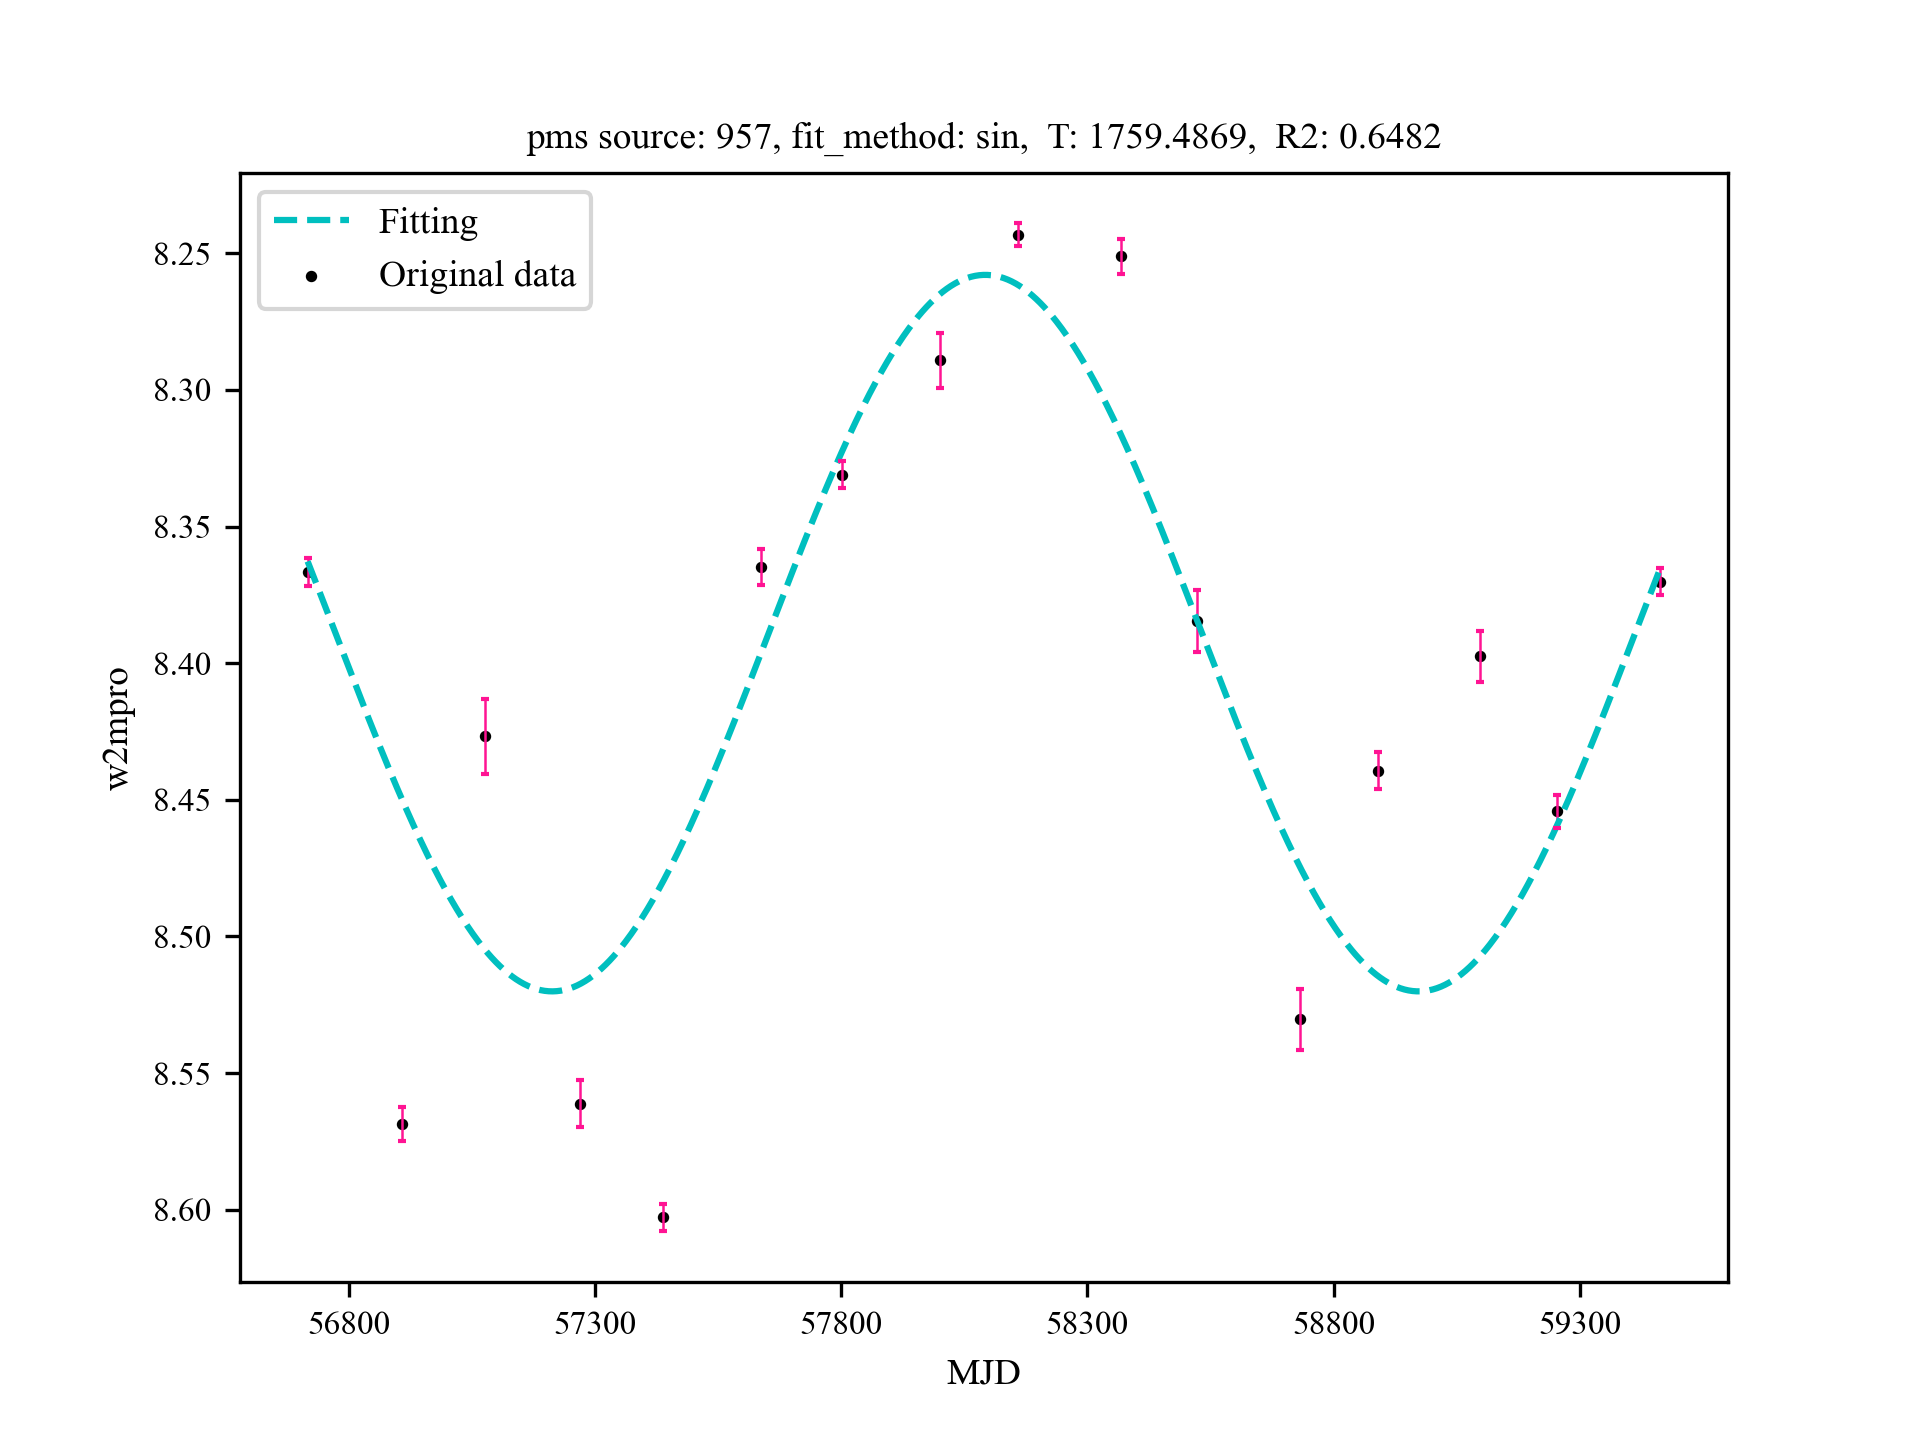 pms source: 957, fit_method: sin,  T: 1759.4869,  R2: 0.6482
Fitting
Original data
8.25
8.30
8.35
8.40
8.45
8.50
8.55
8.60
w2mpro
56800 57300 57800 58300 58800 59300
MJD